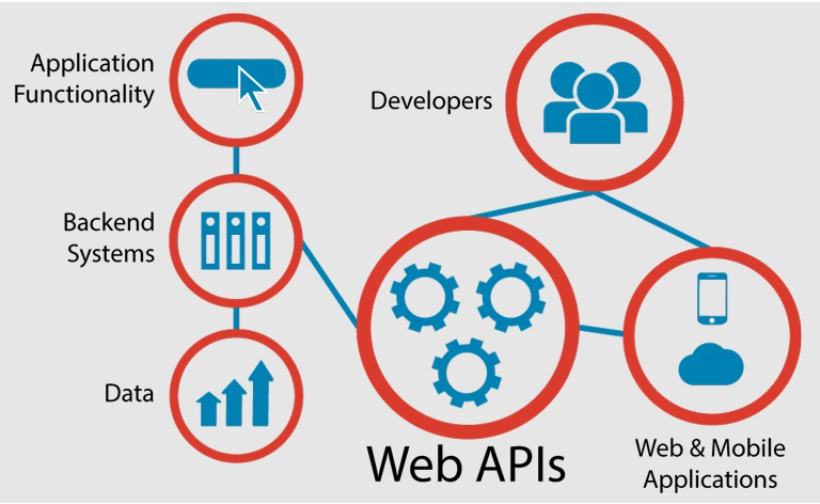 Application
Functionality
Developers
Backend
Systems
Data
Web APIs
Web & Mobile
Applications